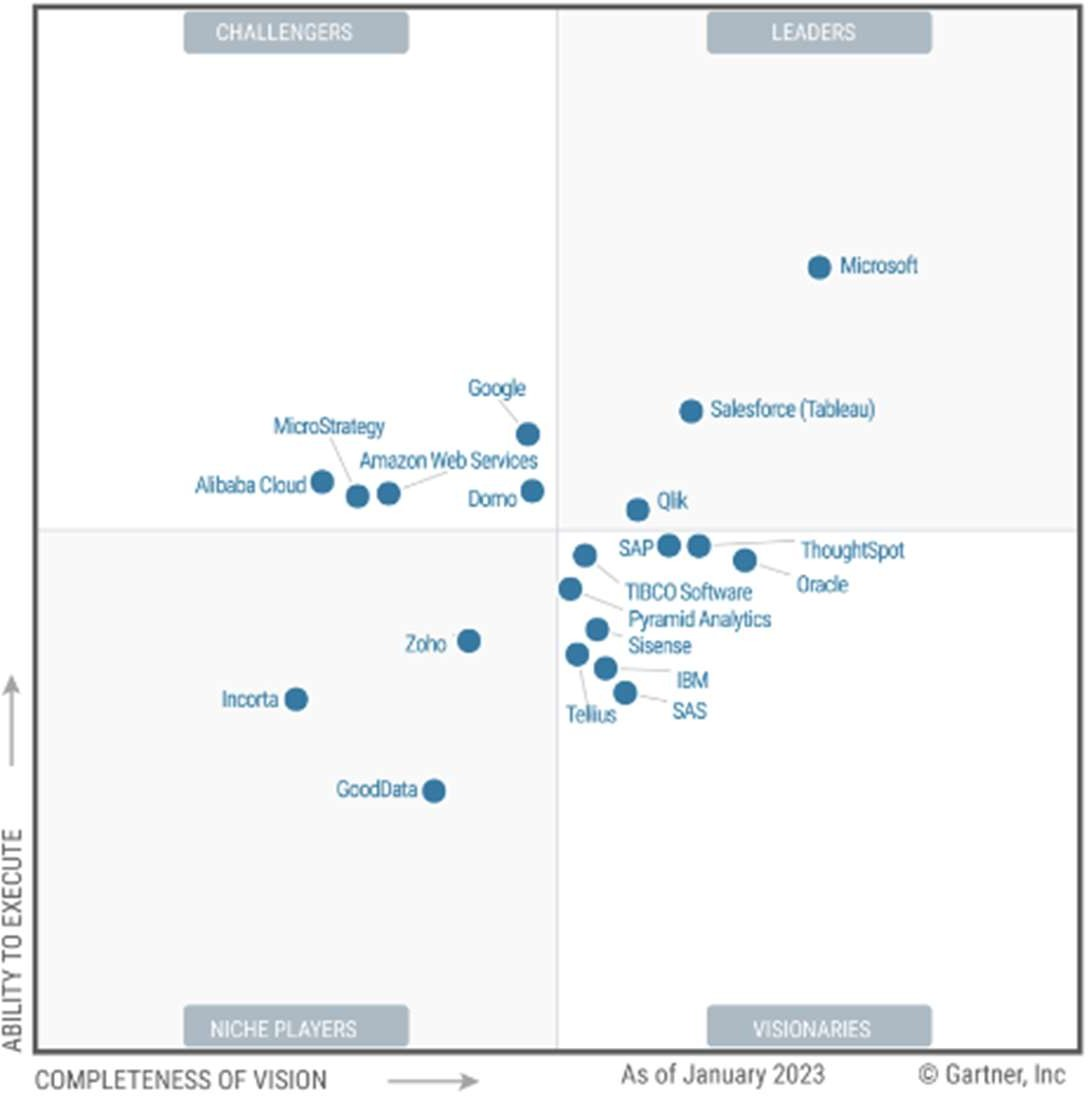 CHALLENGERS
LEADERS
Microsoft
Google
Salesforce (Tableau)
MicroStrategy
Amazon Web Services
Alibaba Cloud
Domo
Qlik
SAP
ThoughtSpot
Oracle
TIBCO Software
Pyramid Analytics
Zoho
Sisense
IBM
Incorta
SAS
Tellius
GoodData
ABILITY TO EXECUTE
NICHE PLAYERS
VISIONARIES
COMPLETENESS OF VISION
As of January 2023
© Gartner, Inc